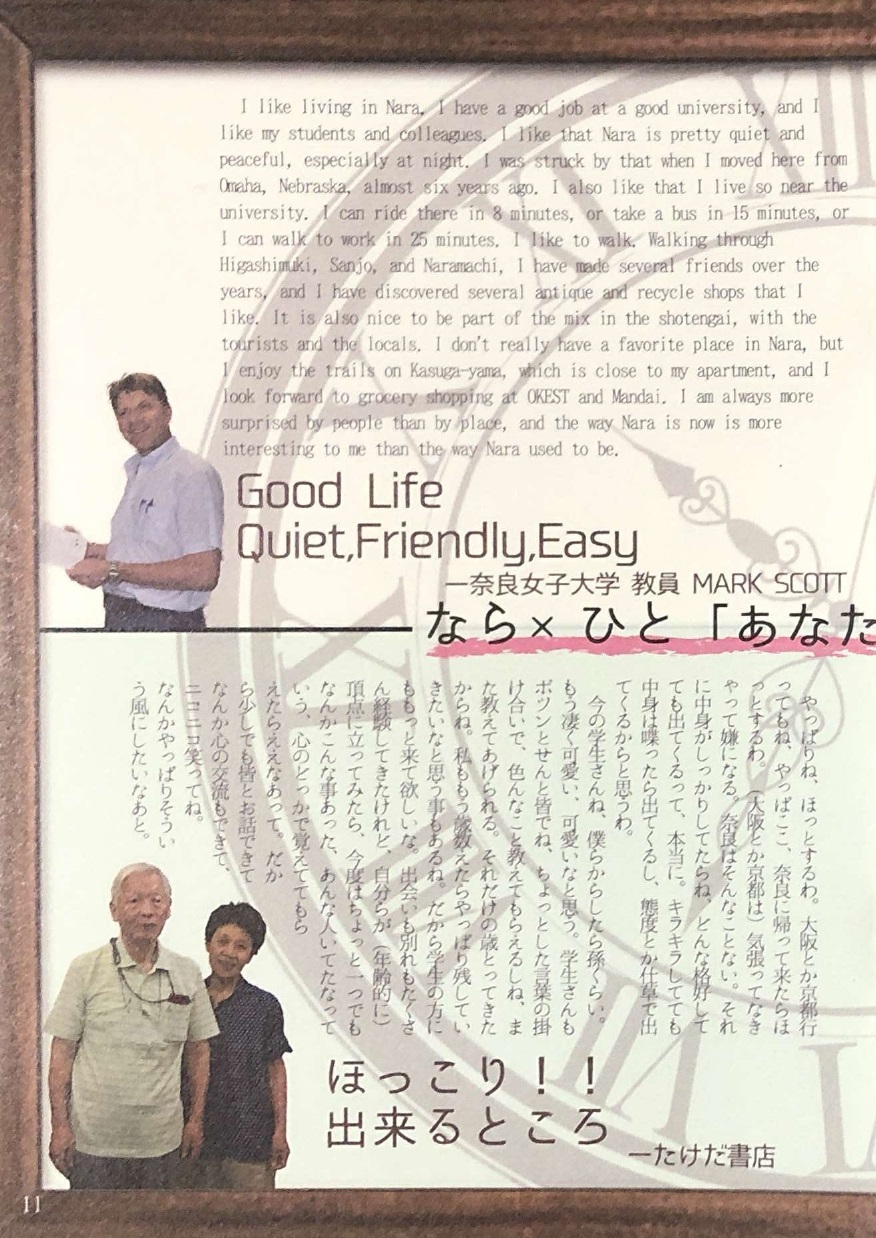 I like living in Nara. I have a good job at a good university, and I
like my students and colleagues. I like that Nara is pretty quiet and
peaceful, especially at night. I was struck by that when I moved here from
Omaha, Nebraska, almost six years ago. I also like that I live so near the
university. I can ride there in 8 minutes, or take a bus in 15 minutes, or
I can walk to work in 25 minutes. I like to walk. Walking through
Higashimuki, Sanjo, and Naramachi, I have made several friends over the
years, and I have discovered several antique and recycle shops that I
like. It is also nice to be part of the mix in the shotengai, with the
tourists and the locals. I don't really have a favorite place in Nara, but
I enjoy the trails on Kasuga-yama, which is close to my apartment, and I
look forward to grocery shopping at OKEST and Mandai. I am always more
surprised by people than by place, and the way Nara is now is more
interesting to me than the way Nara used to be.
Good Life
Quiet,Friendly,Easy
—奈良女子大学 教員 MARK SCOTT
なら×ひと「あなた
やっぱりね、ほっとするわ。大阪とか京都行
ってもね、やっぱここ、奈良に帰って来たらほ
っとするわ。（大阪とか京都は）気張ってなき
ゃって嫌になる。奈良はそんなことない。それ
に中身がしっかりしてたらね、どんな格好して
ても出てくるって、本当に。キラキラしてても
中身は喋ったら出てくるし、態度とか仕草で出
てくるからと思うわ。
今の学生さんね、僕らからしたら孫ぐらい。
もう凄く可愛い、可愛いなと思う。学生さんも
ポツンとせんと皆でね、ちょっとした言葉の掛
け合いで、色んなこと教えてもらえるしね、ま
た教えてあげられる。それだけの歳とってきた
からね。私ももう歳数えたらやっぱり残してい
きたいなと思う事もあるね。だから学生の方に
ももっと来て欲しいな。出会いも別れもたくさ
ん経験してきたけれど、自分らが（年齢的に）
頂点に立ってみたら、今度はちょっと一つでも
なんかこんな事あった、あんな人いてたなって
いう、心のどっかで覚えててもら
えたらええなあって。だか
ら少しでも皆とお話できて
なんか心の交流もできて、
ニコニコ笑ってね。
なんかやっぱりそうい
う風にしたいなあと。
ほっこり！！
出来るところ
—たけだ書店
11